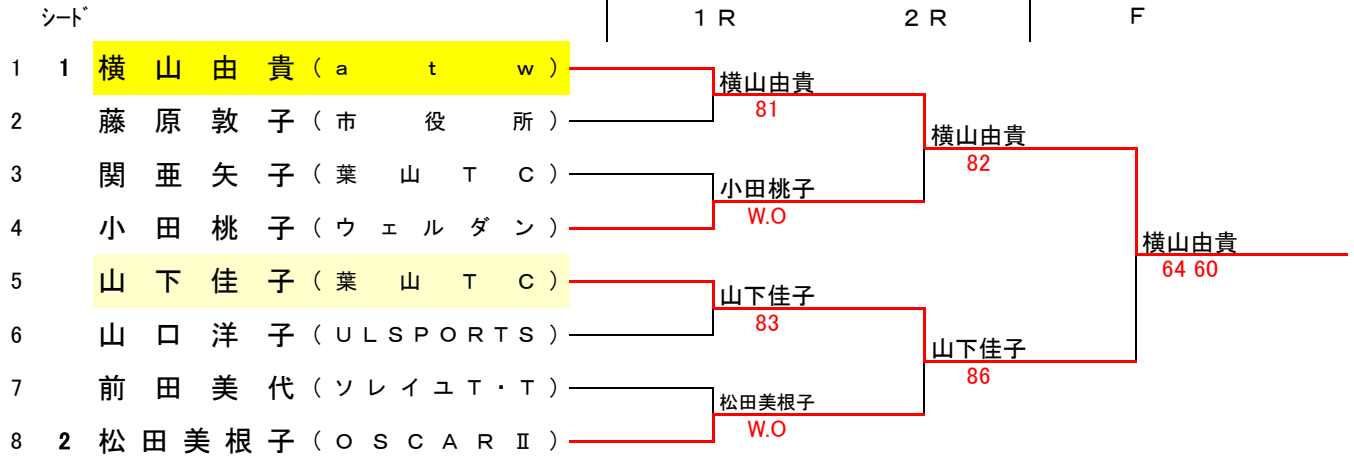 シード 1R 2R F
1 1 横山由貴(atw)
横山由貴
81
2 藤原敦子(市役所)
横山由貴
82
3 関亜矢子(葉山TC)
小田桃子
W.O
4 小田桃子(ウェルダン)
横山由貴
64 60
5 山下佳子(葉山TC)
山下佳子
83
6 山口洋子(ULSPORTS)
山下佳子
86
7 前田美代(ソレイユT・T)
松田美根子
W.O
8 2 松田美根子(OSCARⅡ)